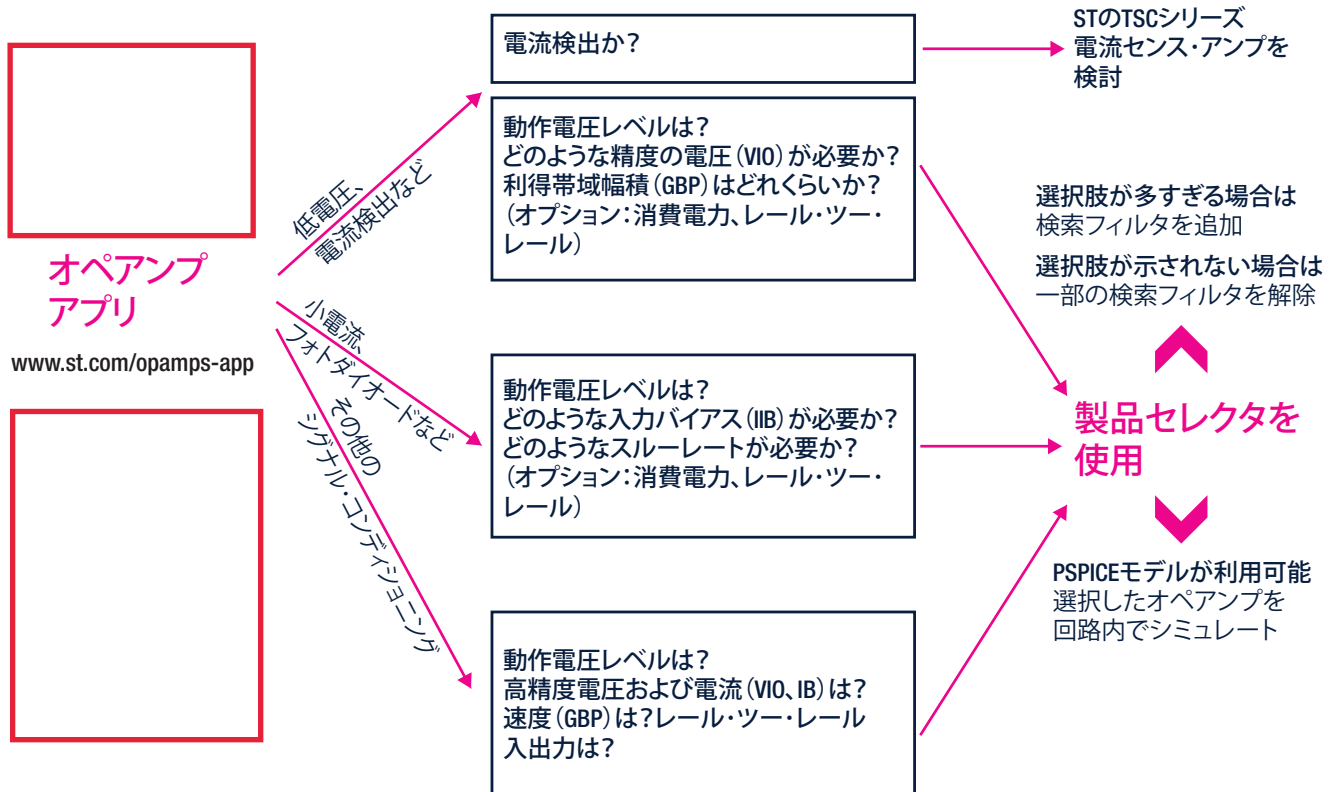 オペアンプ
アプリ
www.st.com/opamps-app
低電圧、
電流検出など
小電流、
フォトダイオードなど
その他の
シグナル・コンディショニング
電流検出か?
動作電圧レベルは?
どのような精度の電圧(VIO)が必要か?
利得帯域幅積(GBP)はどれくらいか?
(オプション:消費電力、レール・ツー・
レール)
動作電圧レベルは?
どのような入力バイアス(IIB)が必要か?
どのようなスルーレートが必要か?
(オプション:消費電力、レール・ツー・
レール)
動作電圧レベルは?
高精度電圧および電流(VIO、IB)は?
速度(GBP)は?レール・ツー・レール
入出力は?
STのTSCシリーズ
電流センス・アンプを
検討
選択肢が多すぎる場合は
検索フィルタを追加
選択肢が示されない場合は
一部の検索フィルタを解除
製品セレクタを
使用
PSPICEモデルが利用可能
選択したオペアンプを
回路内でシミュレート